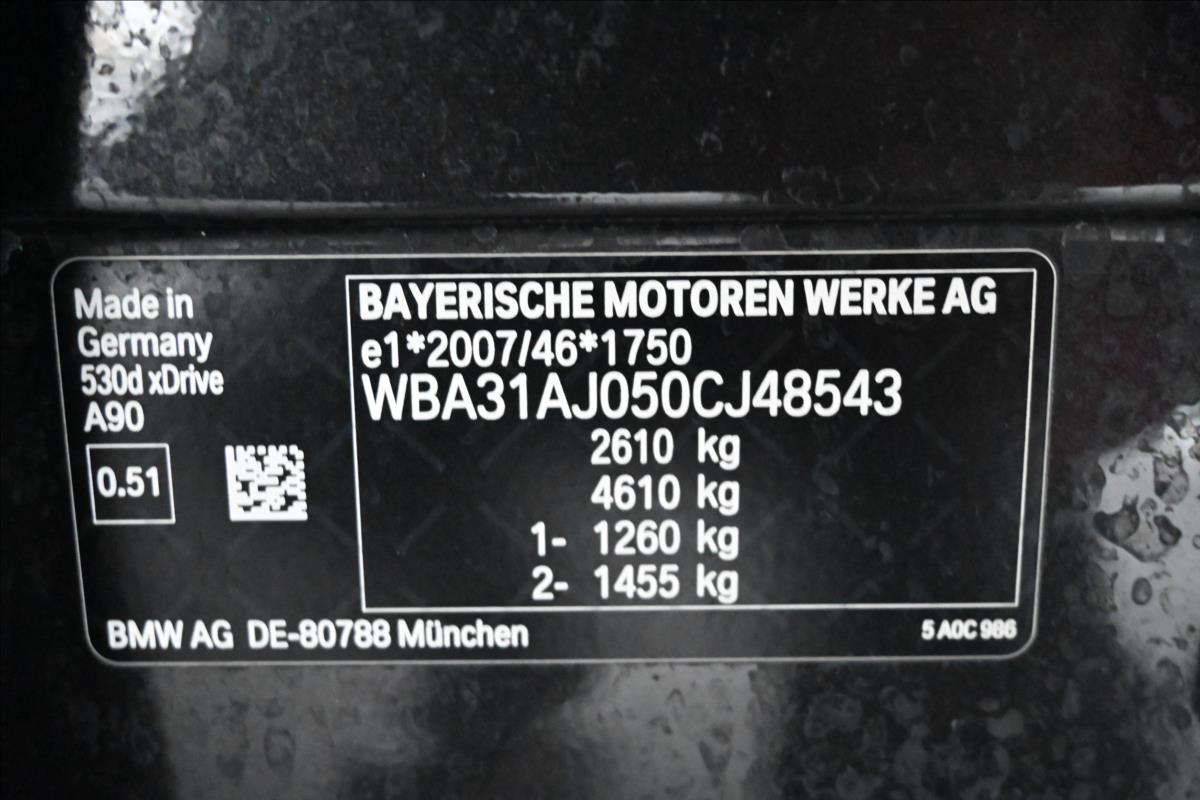 Made in
Germany
530d xDrive
A90
0.51
BAYERISCHE MOTOREN WERKE AG
e1*2007/46*1750
WBA31AJ050CJ48543
2610 kg
4610 kg
1- 1260 kg
2- 1455 kg
BMW AG DE-80788 München
5 A0C 986